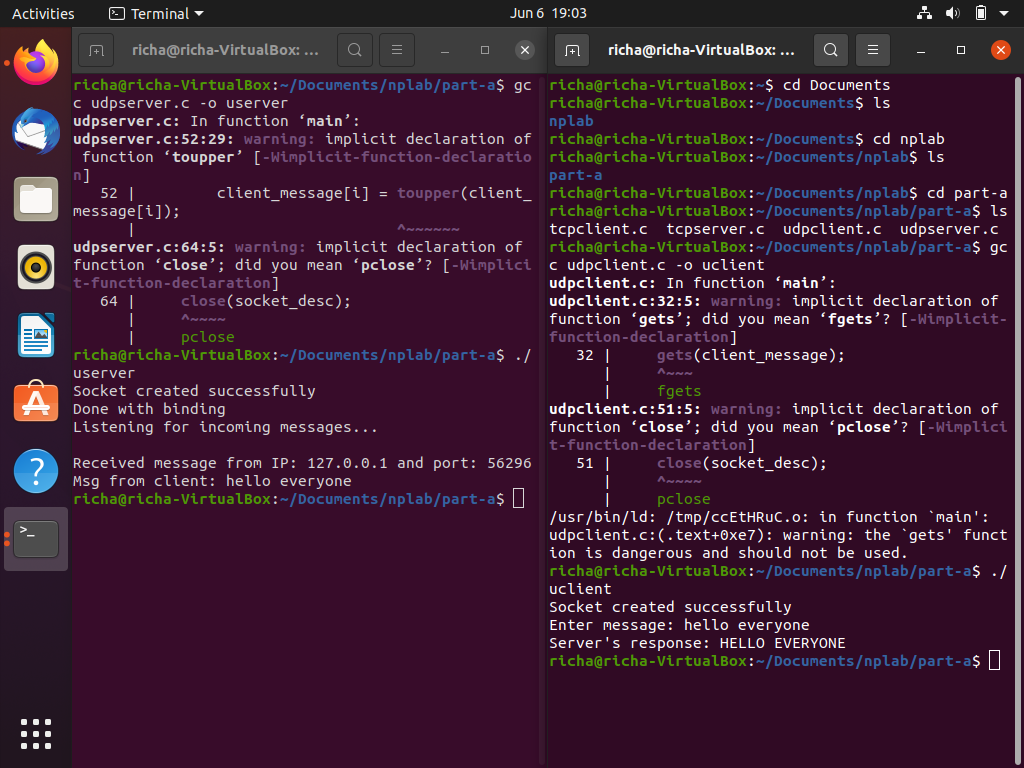 Activities
Terminal
Jun 6 19:03
richa@richa-VirtualBox: ~...
richa@richa-VirtualBox:~/Documents/nplab/part-a$ gc
c udpserver.c -o userver
udpserver.c: In function ‘main’:
udpserver.c:52:29: warning: implicit declaration of
 function ‘toupper’ [-Wimplicit-function-declaratio
n]
   52 |         client_message[i] = toupper(client_
message[i]);
      |                             ^~~~~~~
udpserver.c:64:5: warning: implicit declaration of
function ‘close’; did you mean ‘pclose’? [-Wimplici
t-function-declaration]
   64 |     close(socket_desc);
      |     ^~~~~
      |     pclose
richa@richa-VirtualBox:~/Documents/nplab/part-a$ ./
userver
Socket created successfully
Done with binding
Listening for incoming messages...
Received message from IP: 127.0.0.1 and port: 56296
Msg from client: hello everyone
richa@richa-VirtualBox:~/Documents/nplab/part-a$
richa@richa-VirtualBox: ~...
richa@richa-VirtualBox:~$ cd Documents
richa@richa-VirtualBox:~/Documents$ ls
nplab
richa@richa-VirtualBox:~/Documents$ cd nplab
richa@richa-VirtualBox:~/Documents/nplab$ ls
part-a
richa@richa-VirtualBox:~/Documents/nplab$ cd part-a
richa@richa-VirtualBox:~/Documents/nplab/part-a$ ls
tcpclient.c  tcpserver.c  udpclient.c  udpserver.c
richa@richa-VirtualBox:~/Documents/nplab/part-a$ gc
c udpclient.c -o uclient
udpclient.c: In function ‘main’:
udpclient.c:32:5: warning: implicit declaration of
function ‘gets’; did you mean ‘fgets’? [-Wimplicit-
function-declaration]
   32 |     gets(client_message);
      |     ^~~~
      |     fgets
udpclient.c:51:5: warning: implicit declaration of
function ‘close’; did you mean ‘pclose’? [-Wimplici
t-function-declaration]
   51 |     close(socket_desc);
      |     ^~~~~
      |     pclose
/usr/bin/ld: /tmp/ccEtHRuC.o: in function `main':
udpclient.c:(.text+0xe7): warning: the `gets' funct
ion is dangerous and should not be used.
richa@richa-VirtualBox:~/Documents/nplab/part-a$ ./
uclient
Socket created successfully
Enter message: hello everyone
Server's response: HELLO EVERYONE
richa@richa-VirtualBox:~/Documents/nplab/part-a$